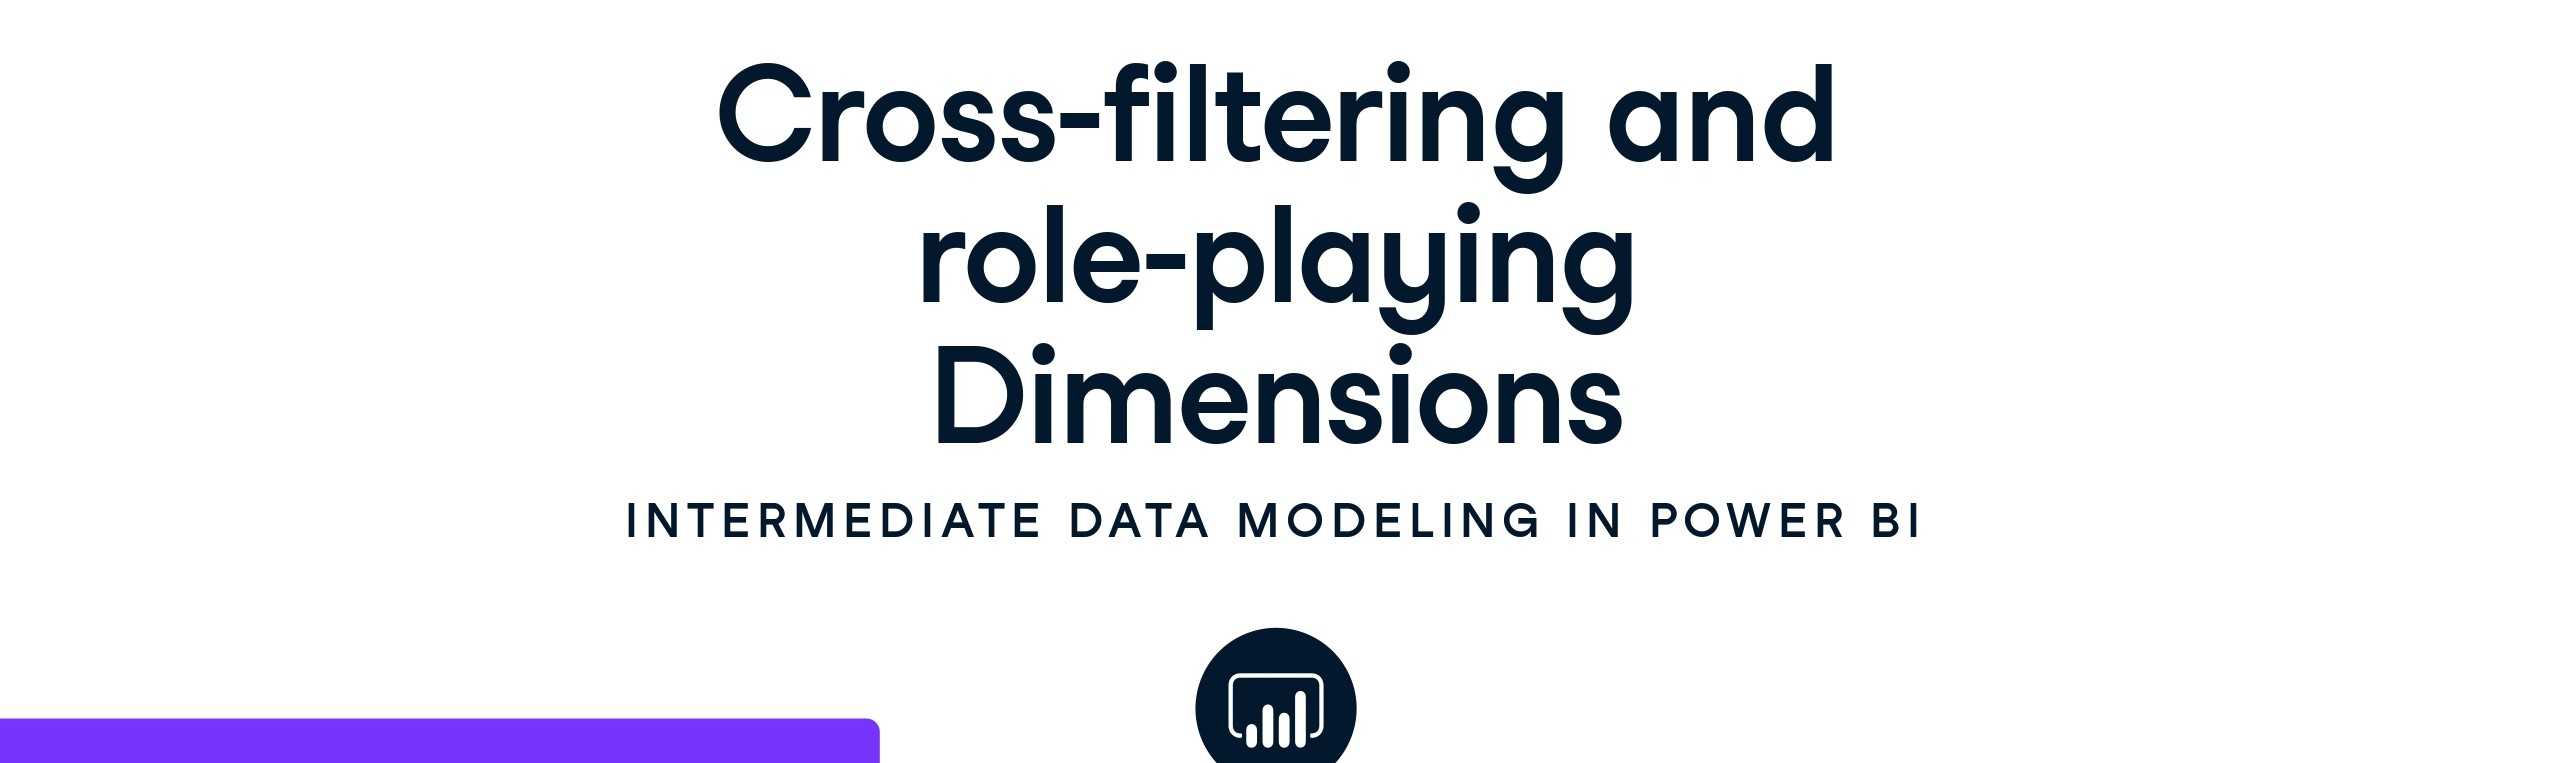 Cross-filtering and
role-playing
Dimensions
INTERMEDIATE DATA MODELING IN POWER BI